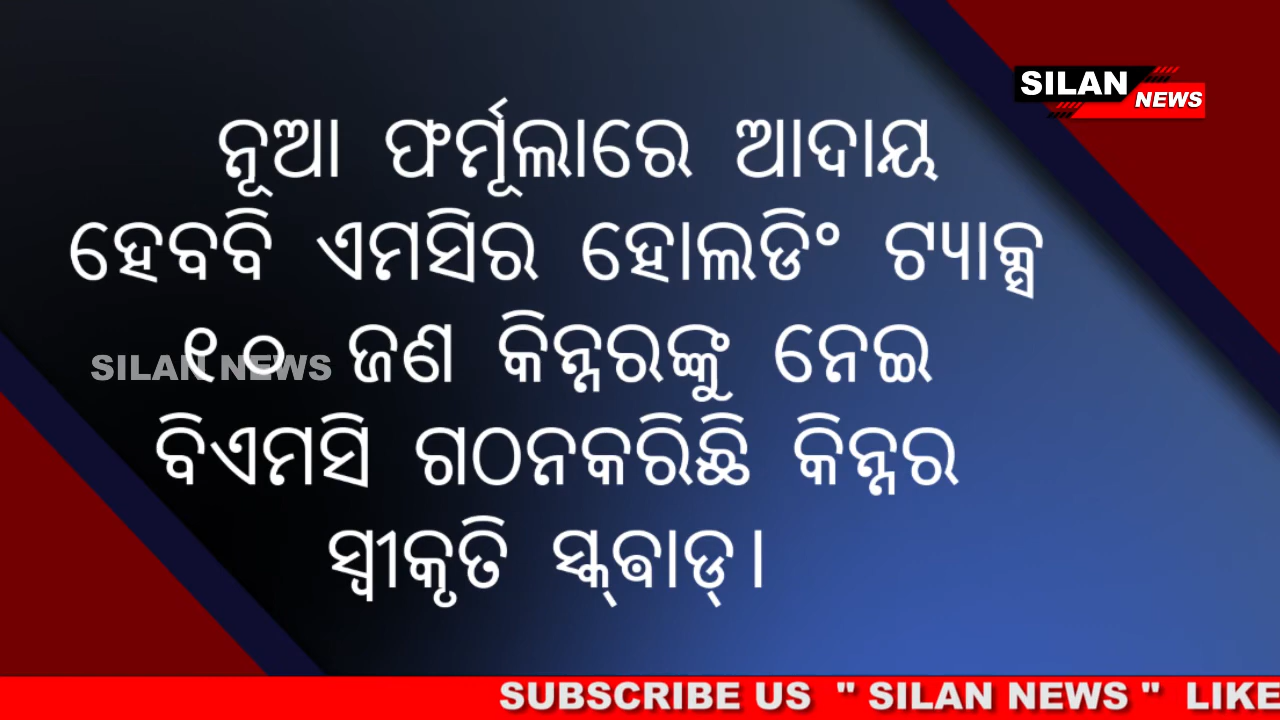 SILAN
NEWS
ନୂଆ ଫର୍ମୂଲାରେ ଆଦାୟ
ହେବବି ଏମସିର ହୋଲଡିଂ ଟ୍ୟାକ୍ସ
୧୦ ଜଣ କିନ୍ନରଙ୍କୁ ନେଇ
SILAN NEWS
ବିଏମସି ଗଠନକରିଛି କିନ୍ନର
ସ୍ୱୀକୃତି ସ୍କ୍ୱାଡ୍।
SUBSCRIBE US " SILAN NEWS " LIKE